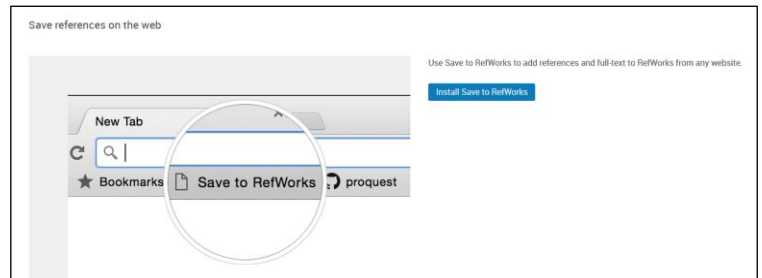 Save references on the web
Use Save to RefWorks to add references and full-text to RefWorks from any website.
Install Save to RefWorks
New Tab
Bookmarks
Save to RefWorks
proquest